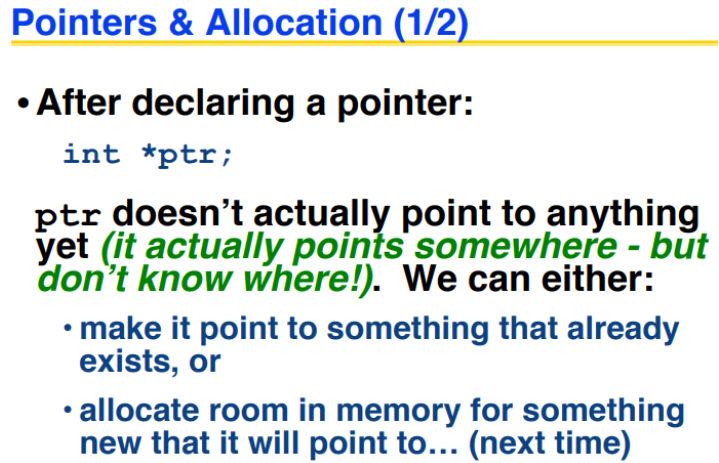 Pointers & Allocation (1/2)
• After declaring a pointer:
int *ptr;
ptr doesn’t actually point to anything
yet (it actually points somewhere - but
don’t know where!). We can either:
• make it point to something that already
exists, or
• allocate room in memory for something
new that it will point to… (next time)